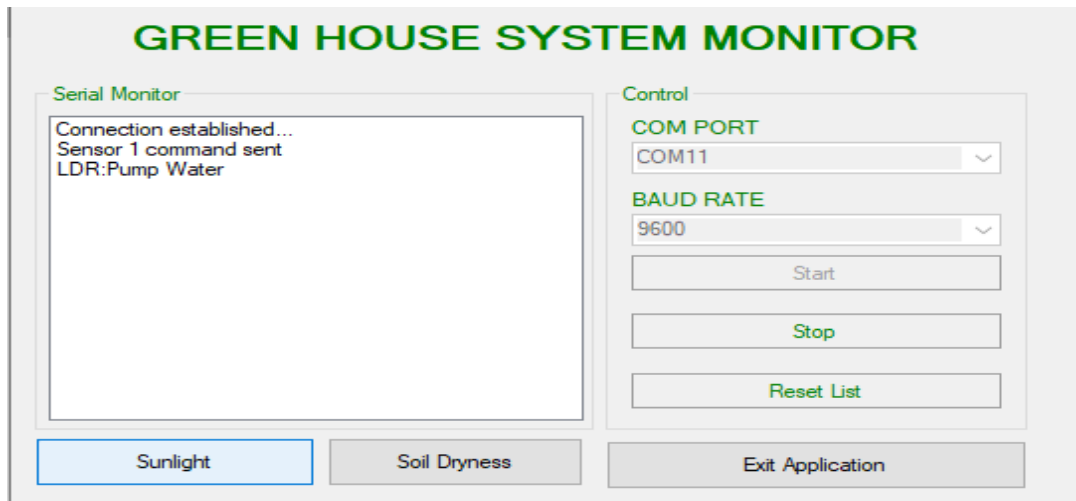 GREEN HOUSE SYSTEM MONITOR
Serial Monitor
Connection established...
Sensor 1 command sent
LDR:Pump Water
Control
COM PORT
COM11
BAUD RATE
9600
Start
Stop
Reset List
Sunlight
Soil Dryness
Exit Application